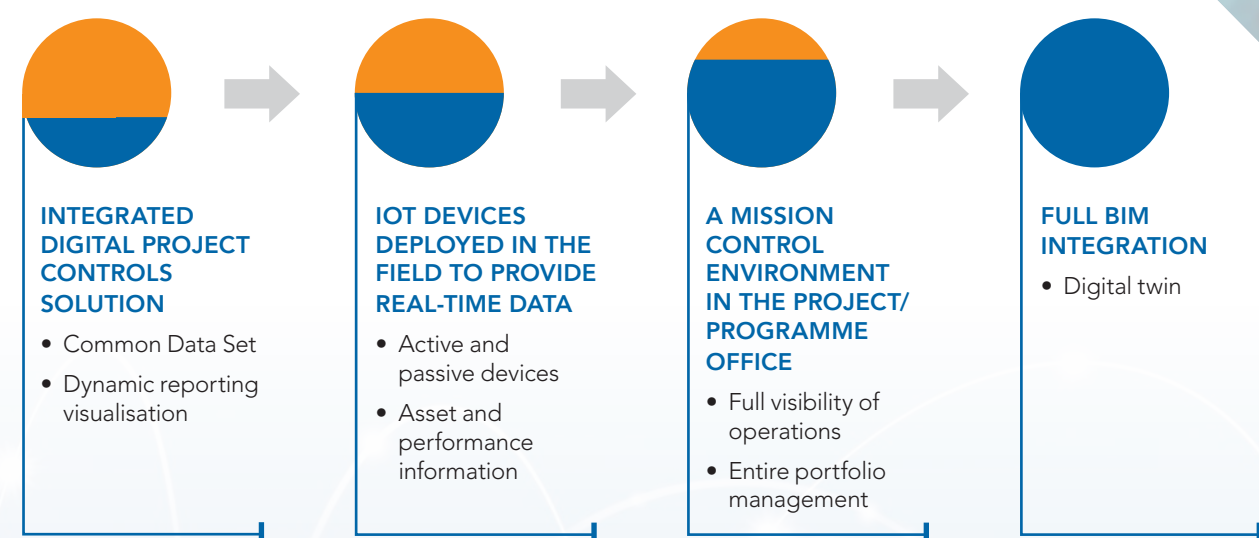 INTEGRATED
DIGITAL PROJECT
CONTROLS
SOLUTION
• Common Data Set
• Dynamic reporting
visualisation
IOT DEVICES
DEPLOYED IN THE
FIELD TO PROVIDE
REAL-TIME DATA
• Active and
passive devices
• Asset and
performance
information
A MISSION
CONTROL
ENVIRONMENT
IN THE PROJECT/
PROGRAMME
OFFICE
• Full visibility of
operations
• Entire portfolio
management
FULL BIM
INTEGRATION
• Digital twin